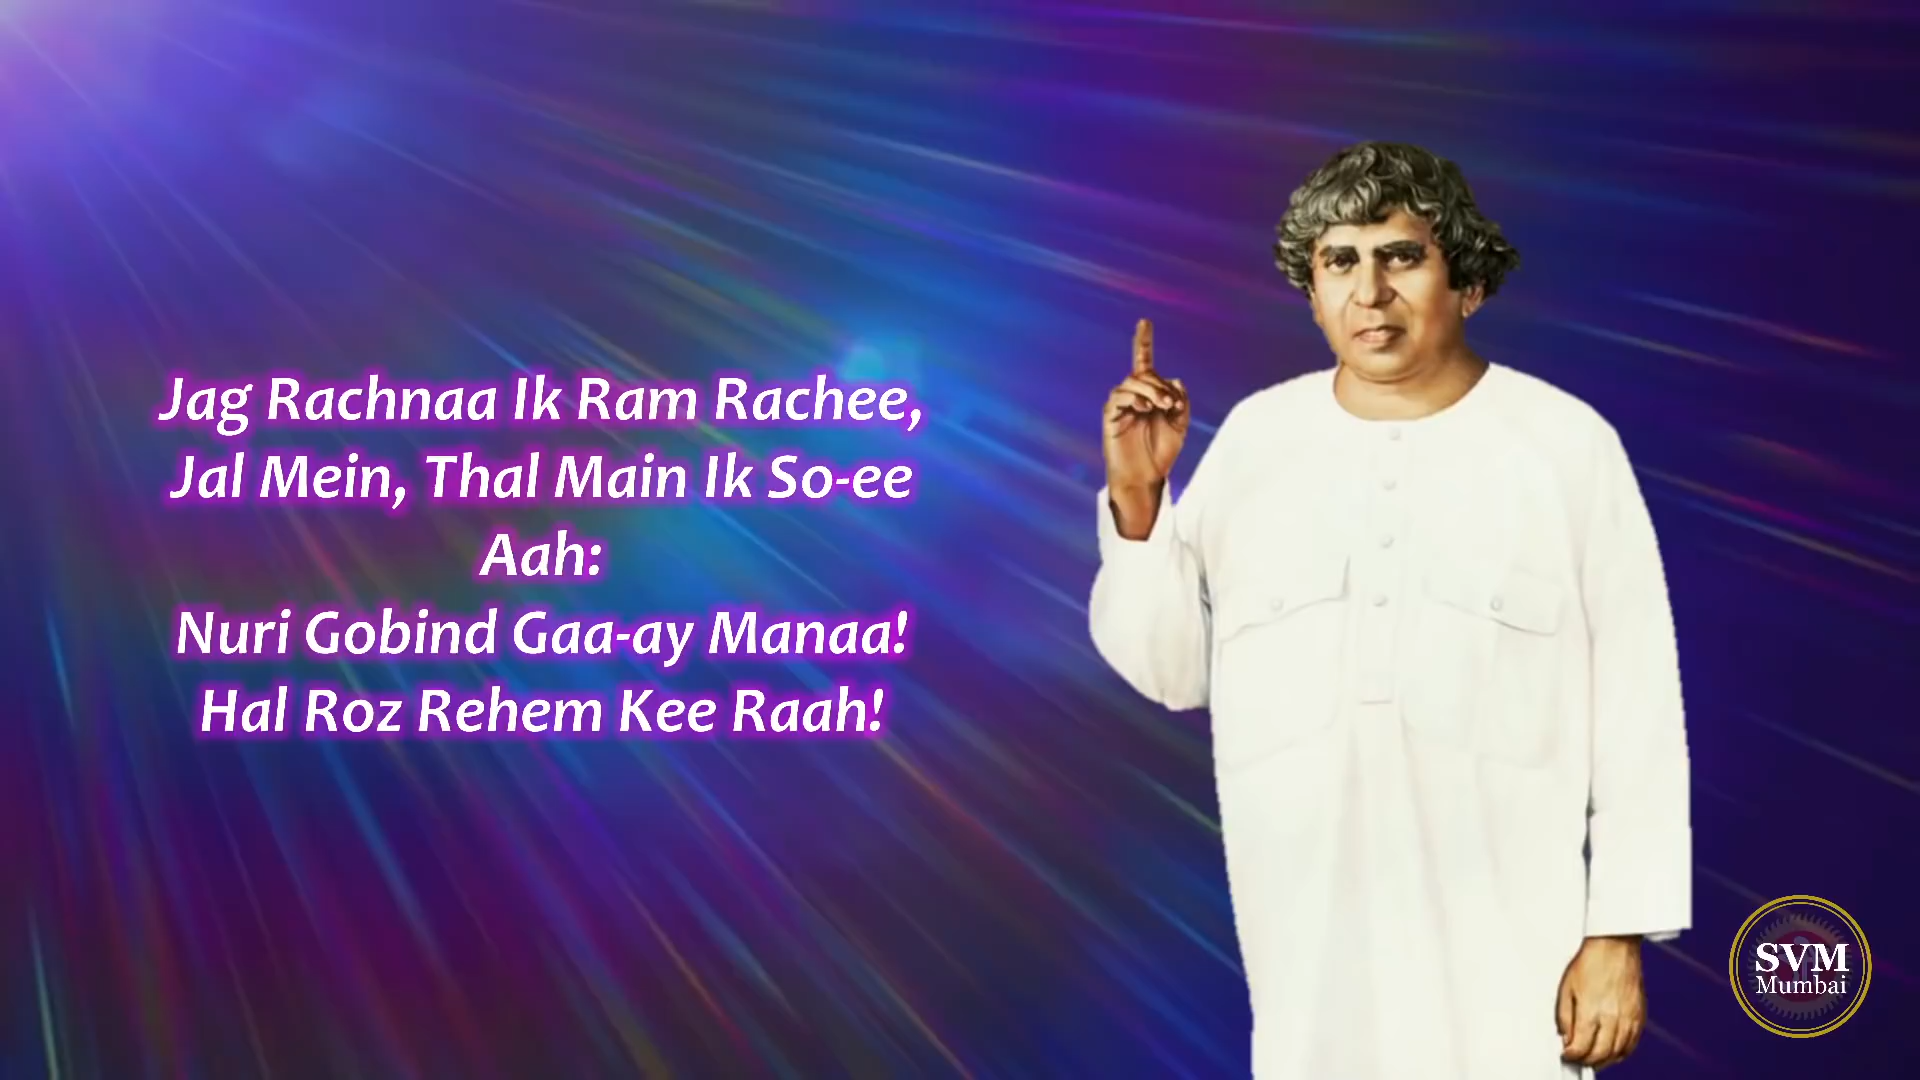 Jag Rachnaa Ik Ram Rachee,
Jal Mein, Thal Main Ik So-ee
Aah:
Nuri Gobind Gaa-ay Manaa!
Hal Roz Rehem Kee Raah!
SVM
Mumbai